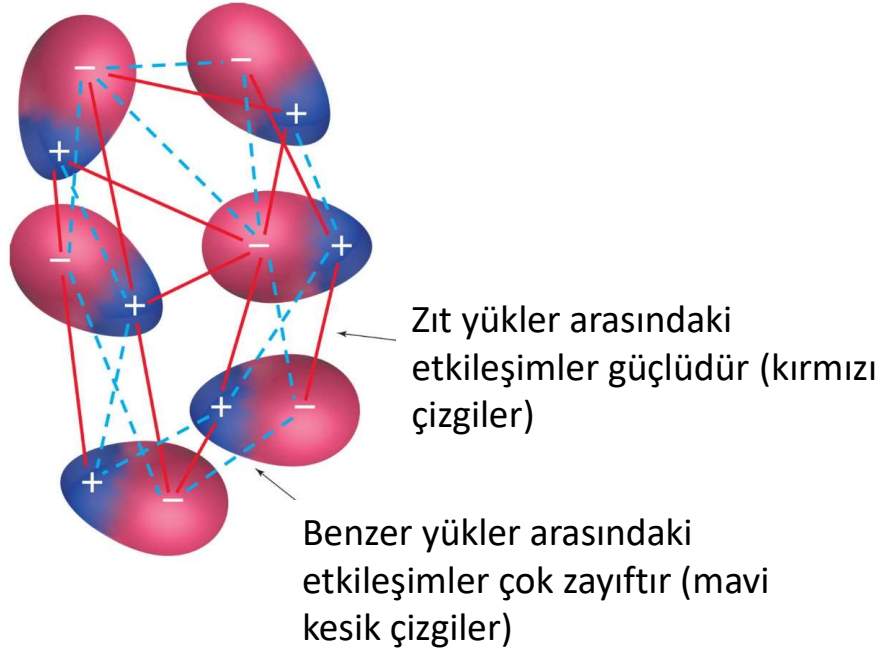 Zıt yükler arasındaki
etkileşimler güçlüdür (kırmızı
çizgiler)
Benzer yükler arasındaki
etkileşimler çok zayıftır (mavi
kesik çizgiler)